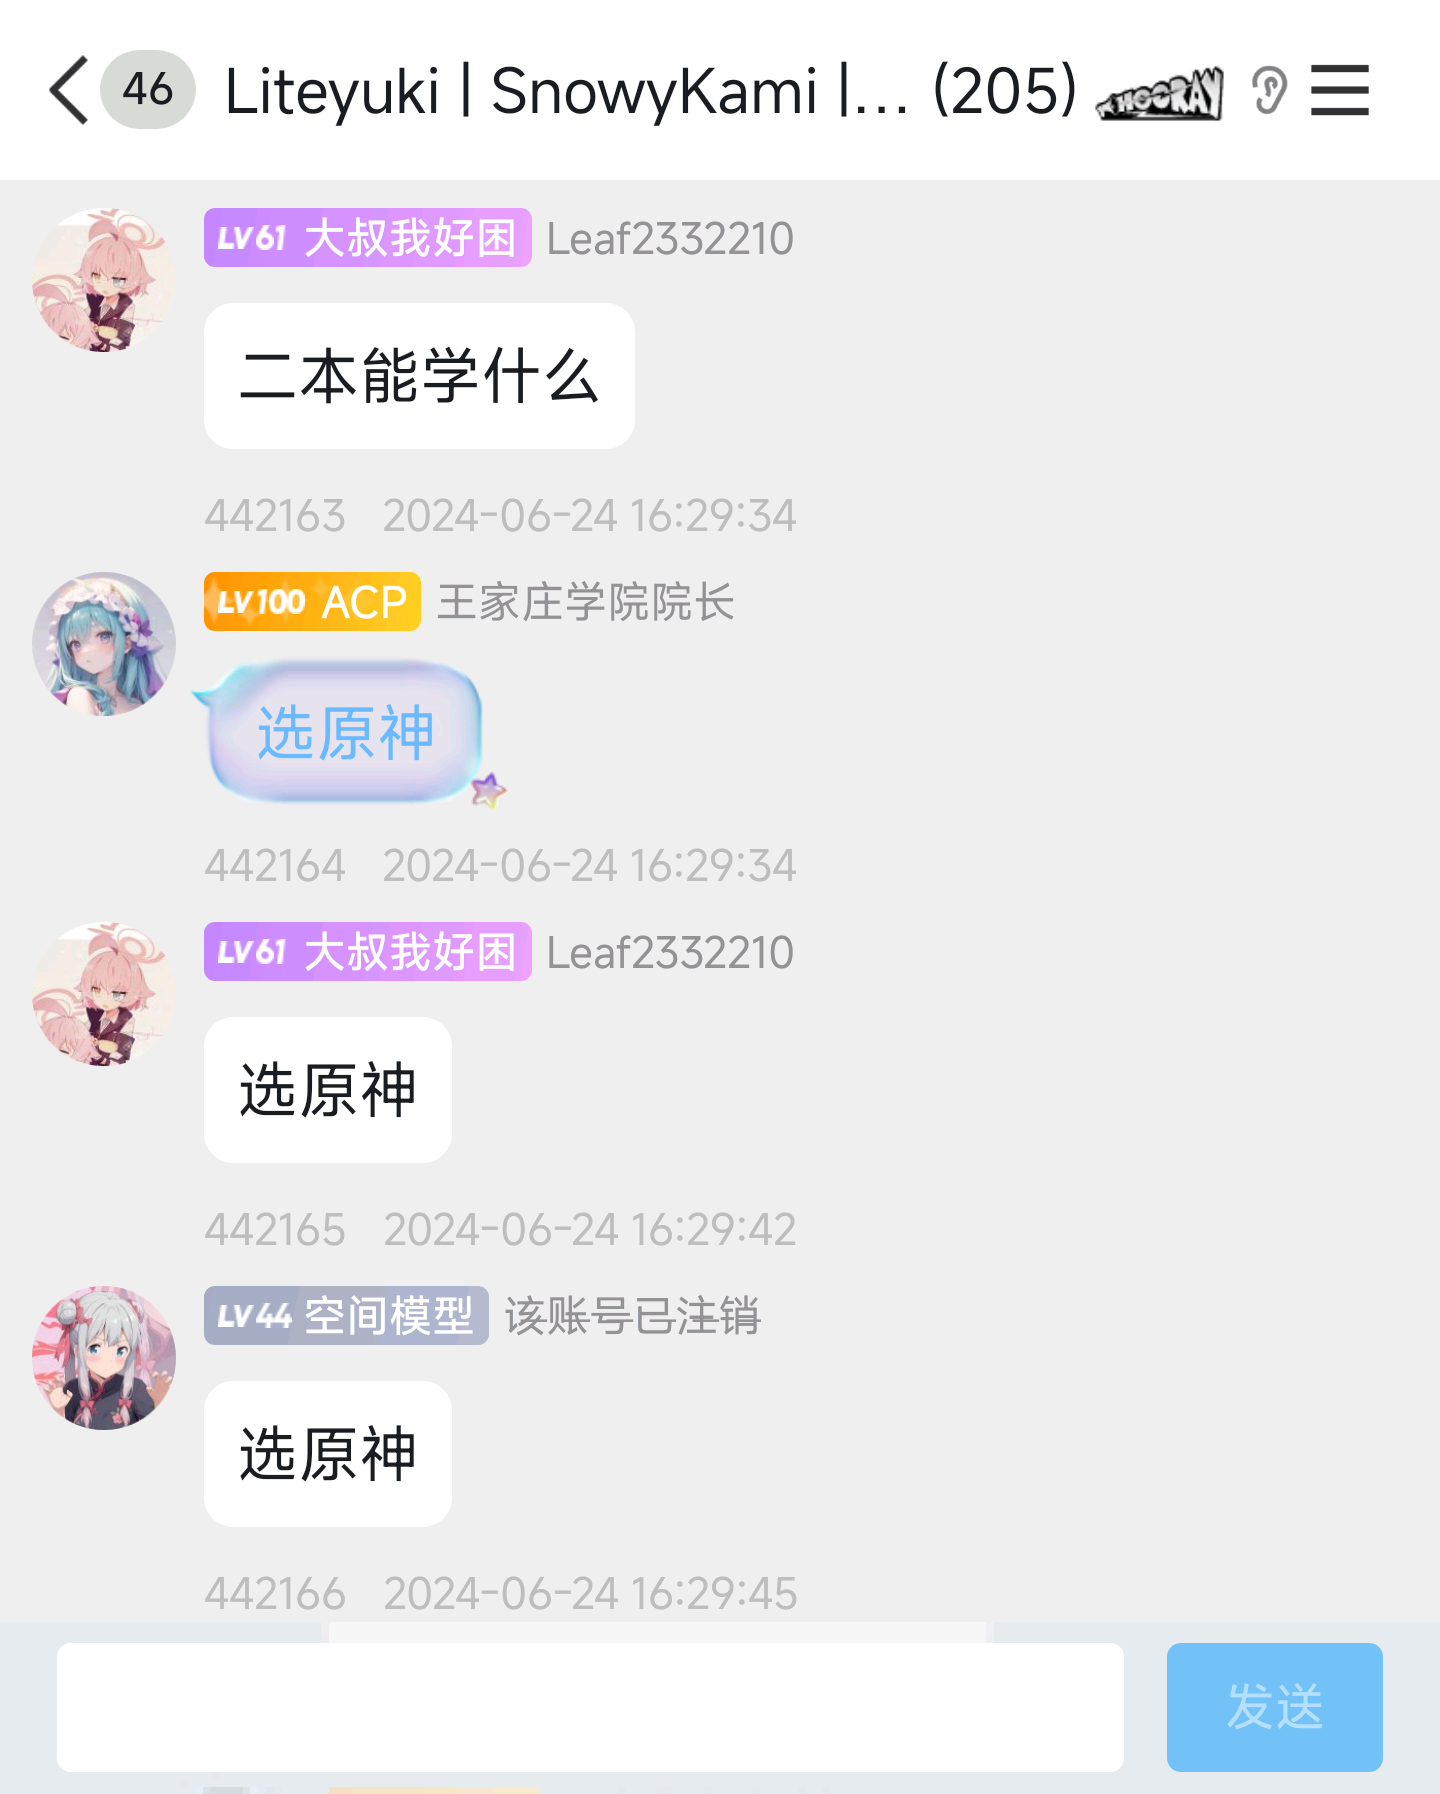 46 Liteyuki | SnowyKami |... (205) HOORAY
LV61 大叔我好困 Leaf2332210
二本能学什么
442163 2024-06-24 16:29:34
LV100 ACP 王家庄学院院长
选原神
442164 2024-06-24 16:29:34
LV61 大叔我好困 Leaf2332210
选原神
442165 2024-06-24 16:29:42
LV44 空间模型 该账号已注销
选原神
442166 2024-06-24 16:29:45
发送